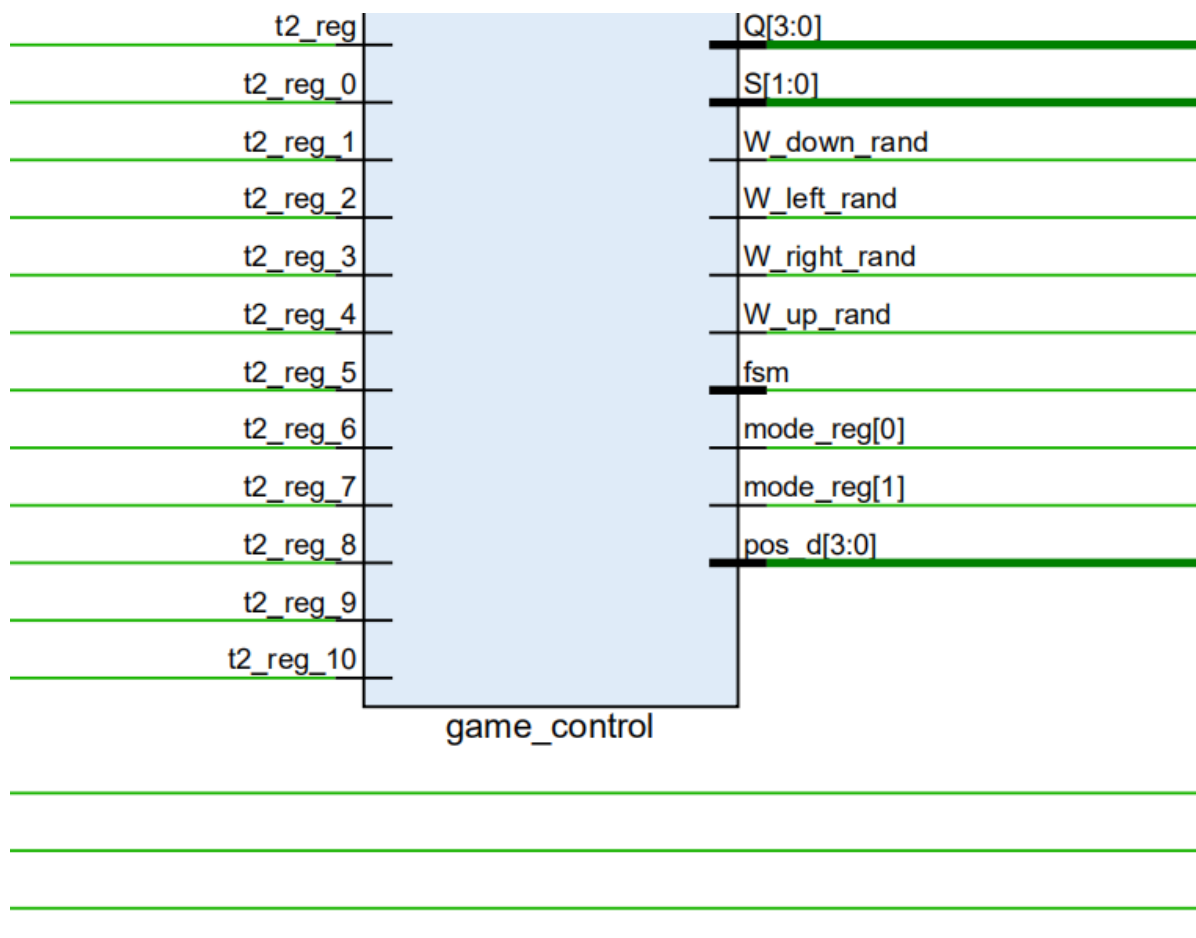 t2_reg Q[3:0]
t2_reg_0 S[1:0]
t2_reg_1 W_down_rand
t2_reg_2 W_left_rand
t2_reg_3 W_right_rand
t2_reg_4 W_up_rand
t2_reg_5 fsm
t2_reg_6 mode_reg[0]
t2_reg_7 mode_reg[1]
t2_reg_8 pos_d[3:0]
t2_reg_9
t2_reg_10
game_control